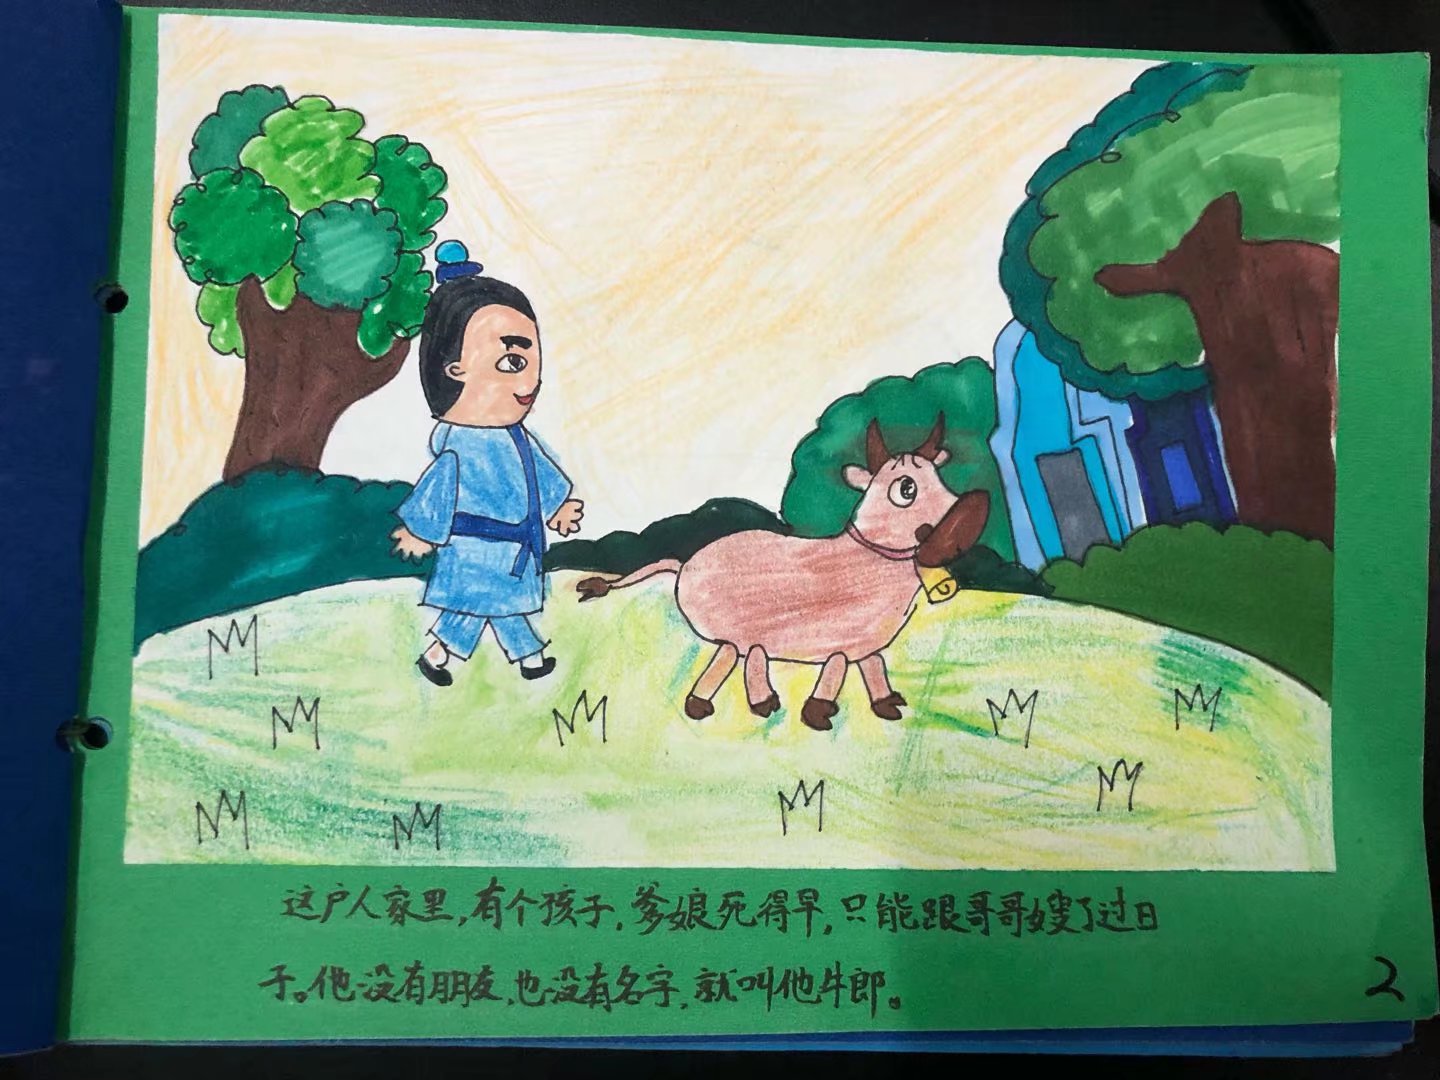 这户人家里,有个孩子,爹娘死得早,只能跟哥哥嫂子过日
子。他没有朋友,也没有名字,就叫他牛郎。
2